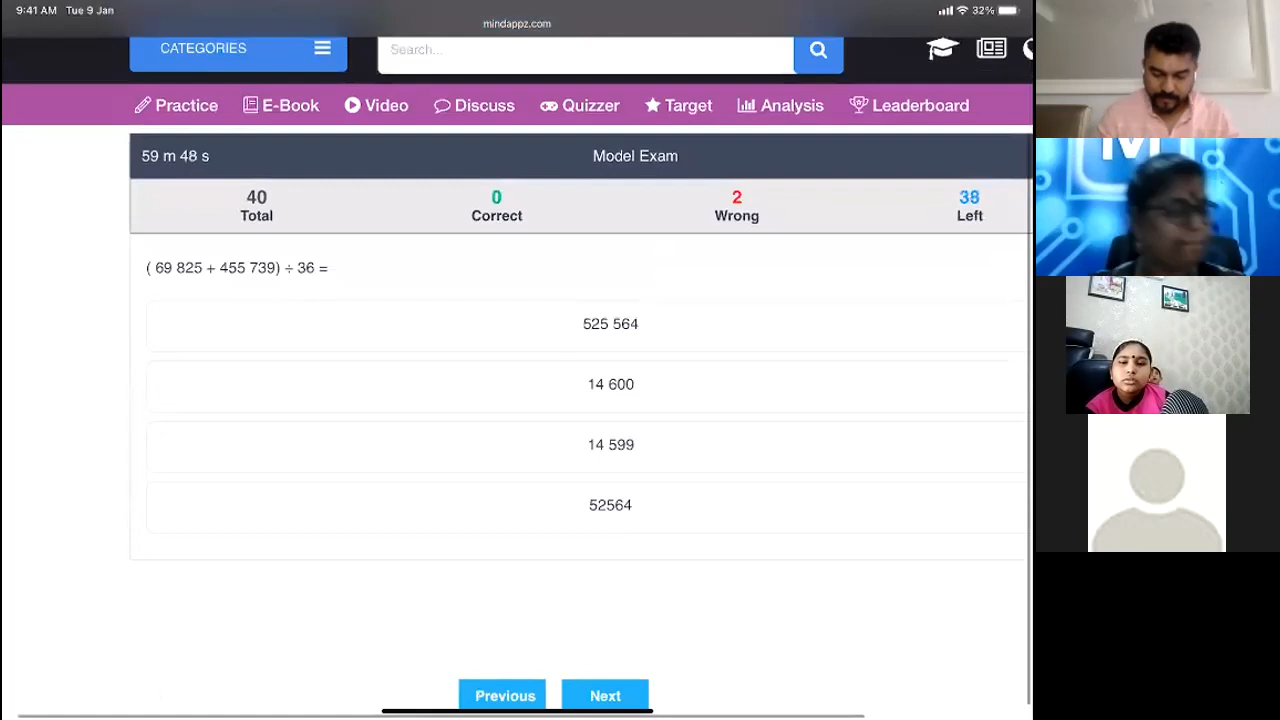 9:41 AM Tue 9 Jan
32%
mindappz.com
CATEGORIES
Search...
Practice
E-Book
Video
Discuss
Quizzer
Target
Analysis
Leaderboard
59 m 48 s
Model Exam
40
Total
0
Correct
2
Wrong
38
Left
( 69 825 + 455 739) ÷ 36 =
525 564
14 600
14 599
52564
Previous
Next